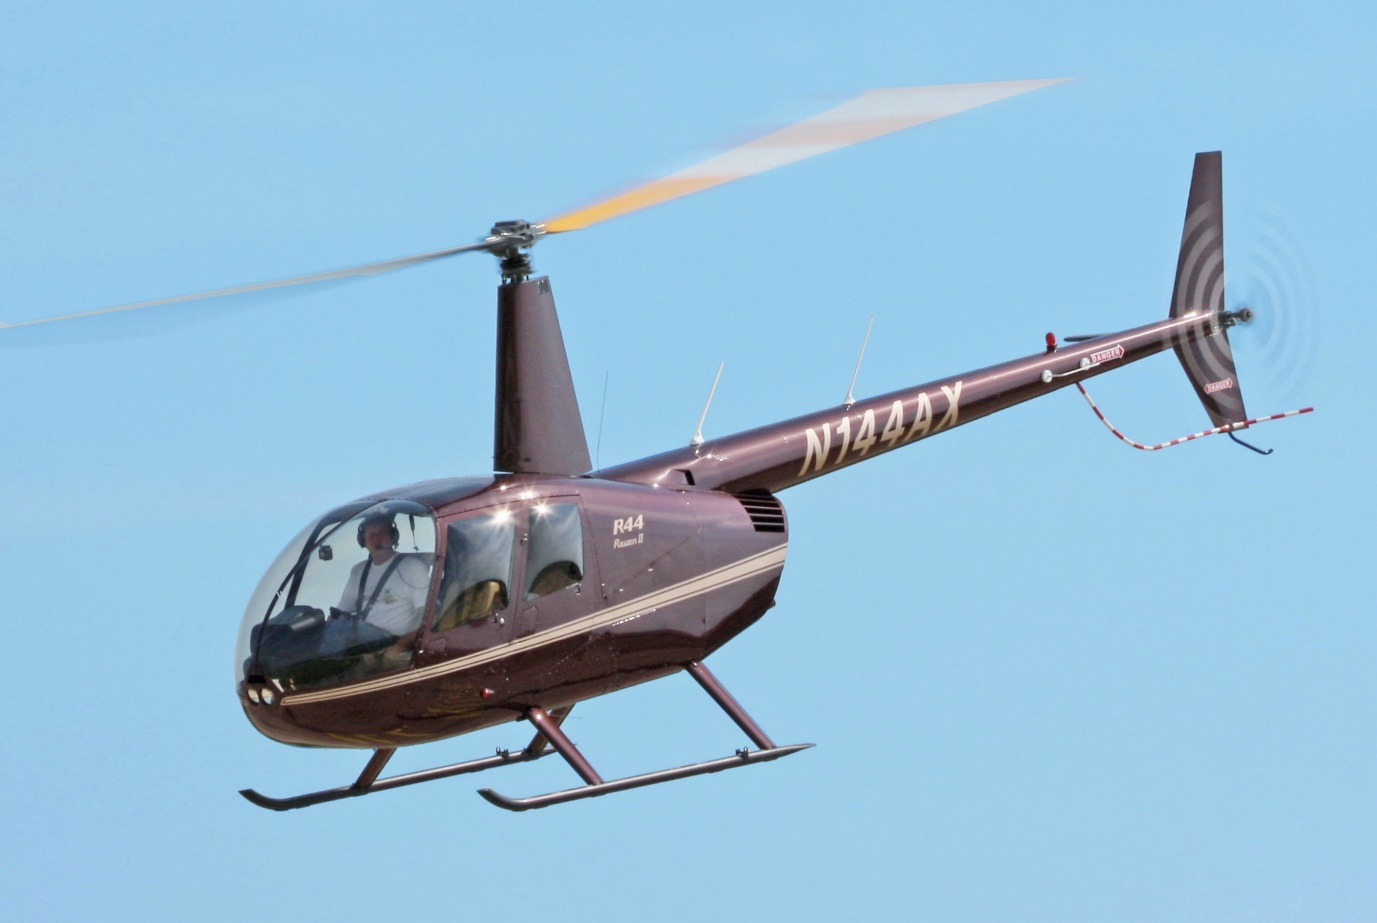 N144AX
DANGER
DANGER
R44
Raven II